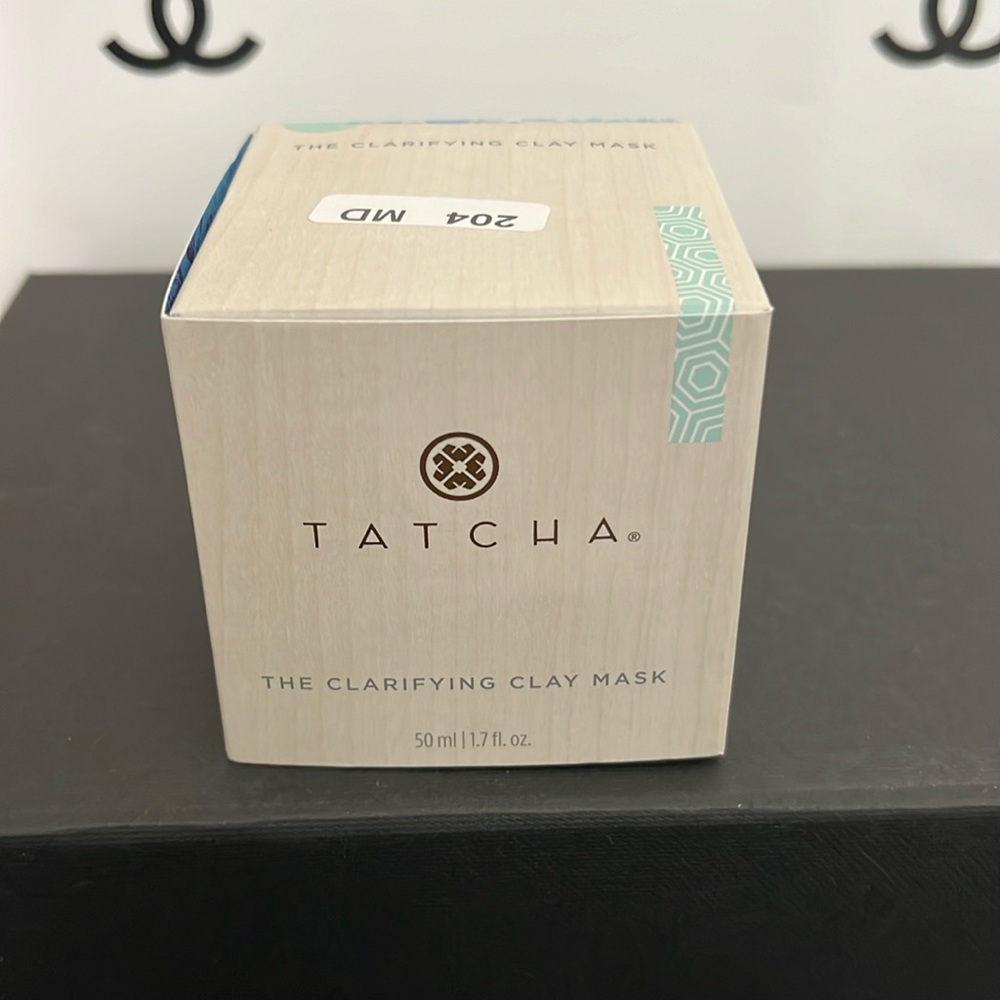 THE CLARIFYING CLAY MASK
204 MD
TATCHA®
THE CLARIFYING CLAY MASK
50 ml | 1.7 fl. oz.